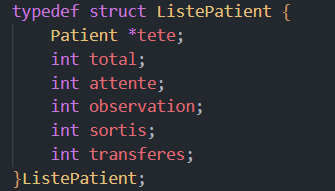 typedef struct ListePatient {
    Patient *tete;
    int total;
    int attente;
    int observation;
    int sortis;
    int transferes;
}ListePatient;